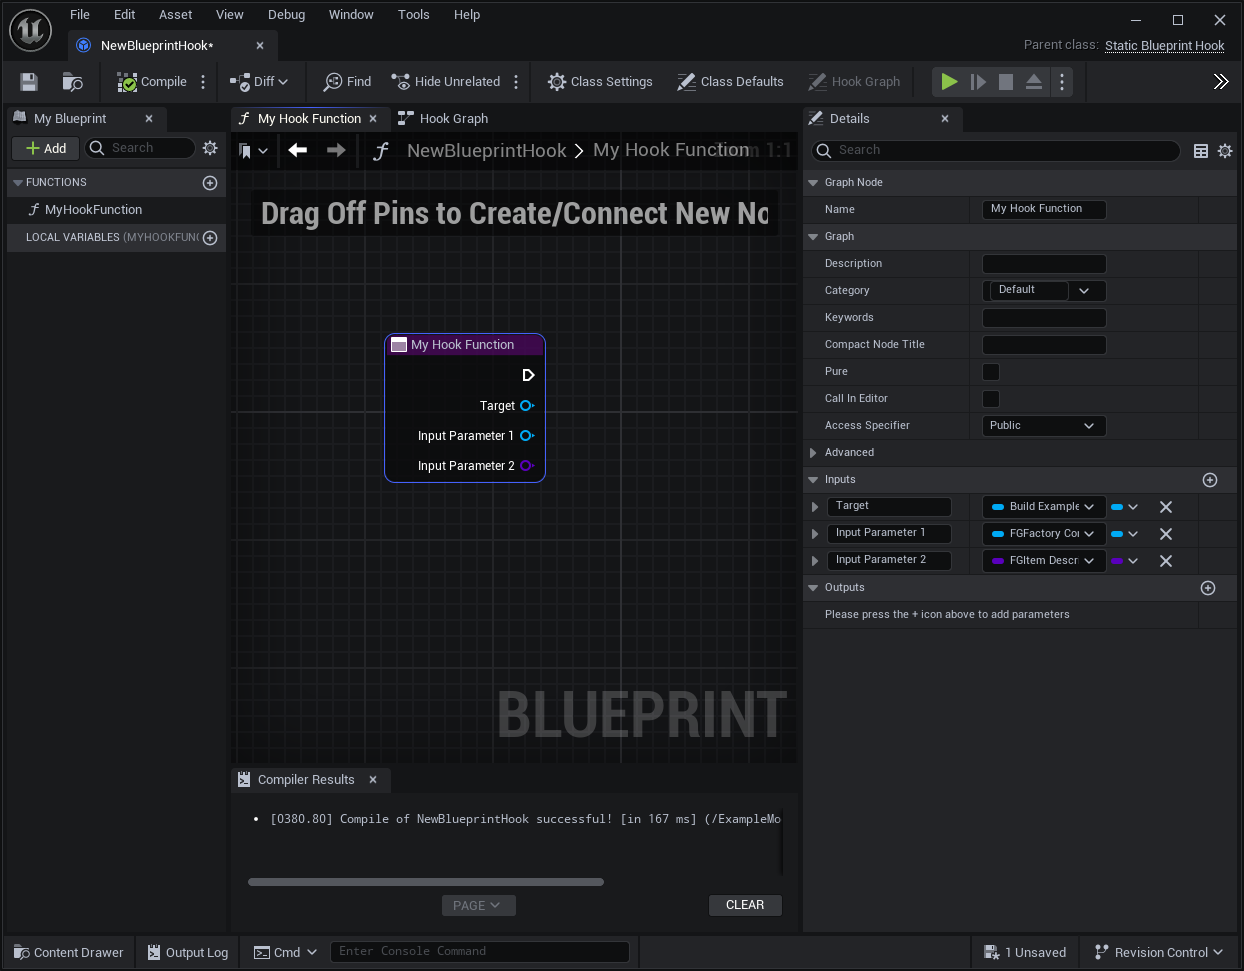 File Edit Asset View Debug Window Tools Help
NewBlueprintHook*
Parent class: Static Blueprint Hook
Compile Diff Find Hide Unrelated Class Settings Class Defaults Hook Graph
My Blueprint
My Hook Function
Hook Graph
Details
Add
Search
NewBlueprintHook My Hook Function
Zoom 1:1
Search
FUNCTIONS
MyHookFunction
LOCAL VARIABLES (MYHOOKFUNC
Drag Off Pins to Create/Connect New No
My Hook Function
Target
Input Parameter 1
Input Parameter 2
BLUEPRINT
Graph Node
Name My Hook Function
Graph
Description
Category Default
Keywords
Compact Node Title
Pure
Call In Editor
Access Specifier Public
Advanced
Inputs
Target Build Example
Input Parameter 1 FGFactory Co
Input Parameter 2 FGItem Descri
Outputs
Please press the + icon above to add parameters
Compiler Results
• [0380.80] Compile of NewBlueprintHook successful! [in 167 ms] (/ExampleMo
PAGE
CLEAR
Content Drawer Output Log Cmd Enter Console Command 1 Unsaved Revision Control